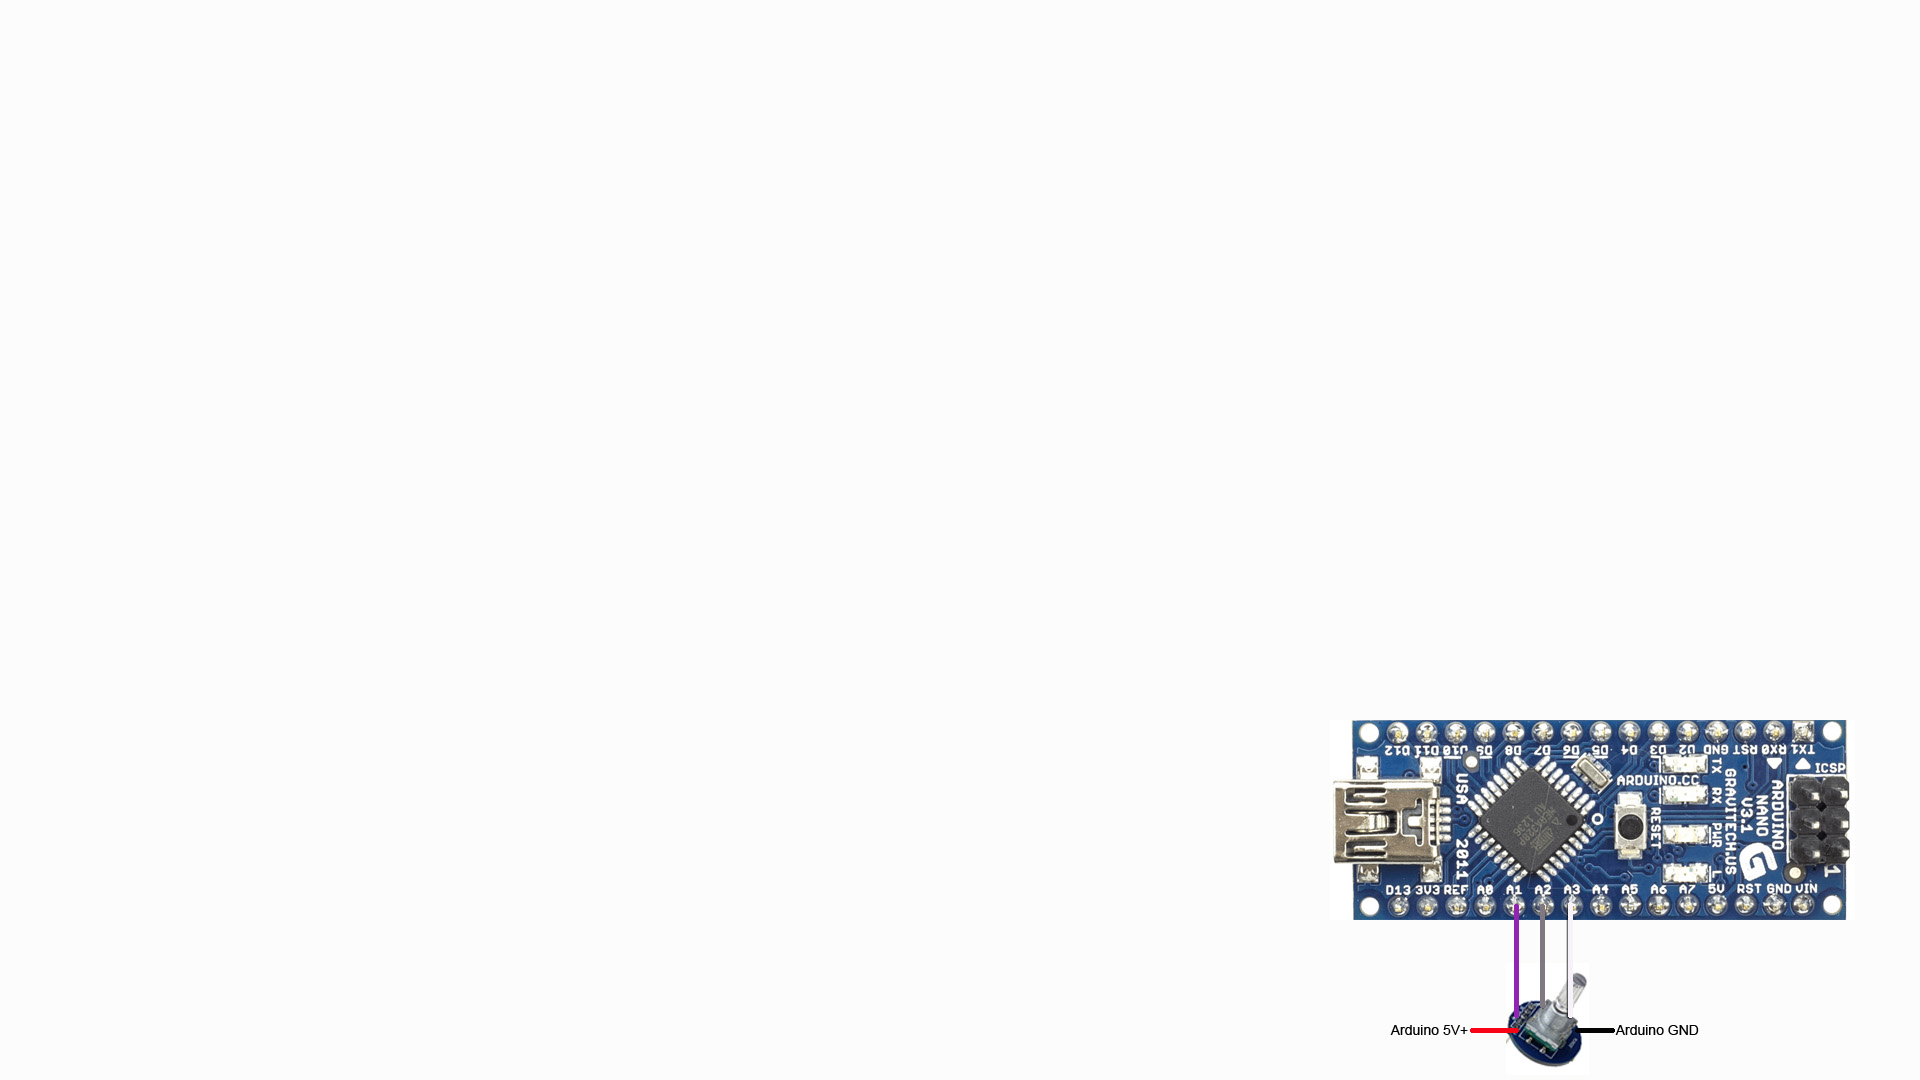 D12 D11 D10 D9 D8 D7 D6 D5 D4 D3 D2 GND RST RX0 TX1
ICSP
TX
RX
PWR
L
ARDUINO.CC
RESET
USA
2011
GRAVITECH.US
ARDUINO
NANO
V3.1
G
1
D13 3V3 REF A0 A1 A2 A3 A4 A5 A6 A7 5V RST GND VIN
Arduino 5V+
Arduino GND